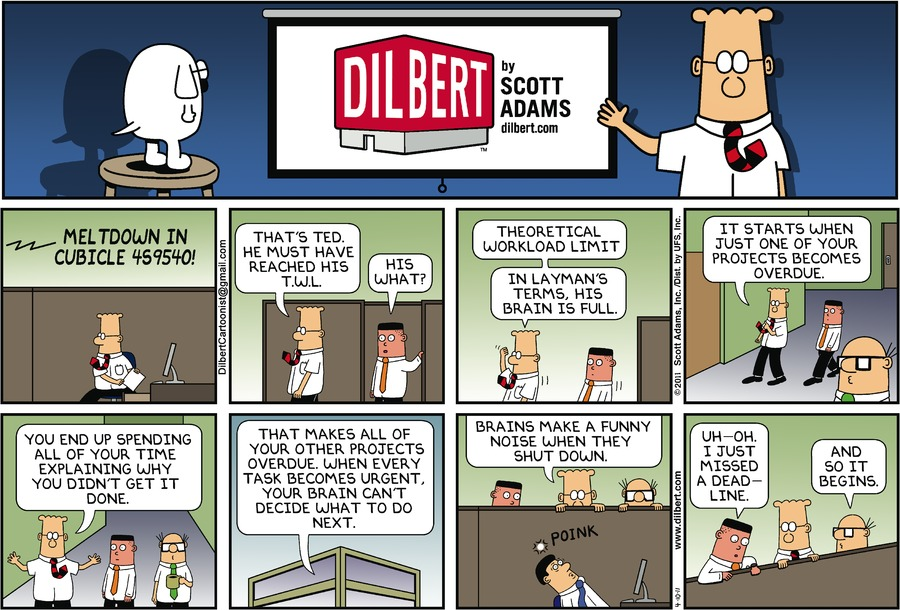 DILBERT
™
by
SCOTT
ADAMS
dilbert.com
MELTDOWN IN
CUBICLE 4S9540!
DilbertCartoonist@gmail.com
THAT'S TED.
HE MUST HAVE
REACHED HIS
T.W.L.
HIS
WHAT?
THEORETICAL
WORKLOAD LIMIT
IN LAYMAN'S
TERMS, HIS
BRAIN IS FULL.
©2011 Scott Adams, Inc. /Dist. by UFS, Inc.
IT STARTS WHEN
JUST ONE OF YOUR
PROJECTS BECOMES
OVERDUE.
YOU END UP SPENDING
ALL OF YOUR TIME
EXPLAINING WHY
YOU DIDN'T GET IT
DONE.
THAT MAKES ALL OF
YOUR OTHER PROJECTS
OVERDUE. WHEN EVERY
TASK BECOMES URGENT,
YOUR BRAIN CAN'T
DECIDE WHAT TO DO
NEXT.
BRAINS MAKE A FUNNY
NOISE WHEN THEY
SHUT DOWN.
POINK
4-10-11
www.dilbert.com
UH—OH.
I JUST
MISSED
A DEAD—
LINE.
AND
SO IT
BEGINS.